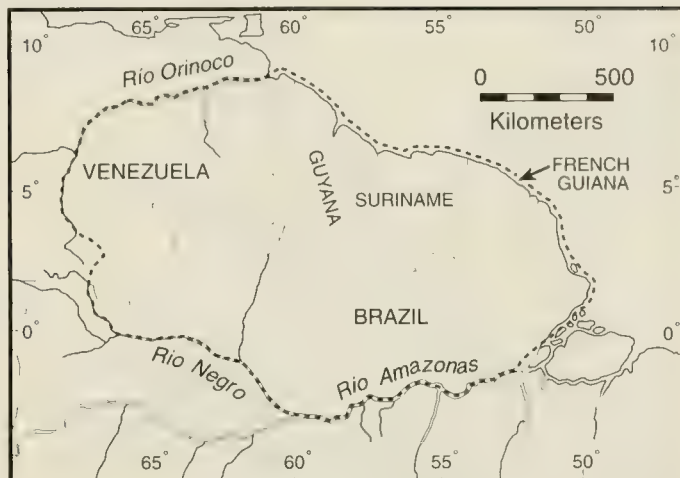 65° 60° 55° 50°
10° 10°
Río Orinoco
0 500
Kilometers
VENEZUELA
GUYANA
FRENCH
GUIANA
5° 5°
SURINAME
BRAZIL
0° 0°
Rio Negro
Rio Amazonas
65° 60° 55° 50°